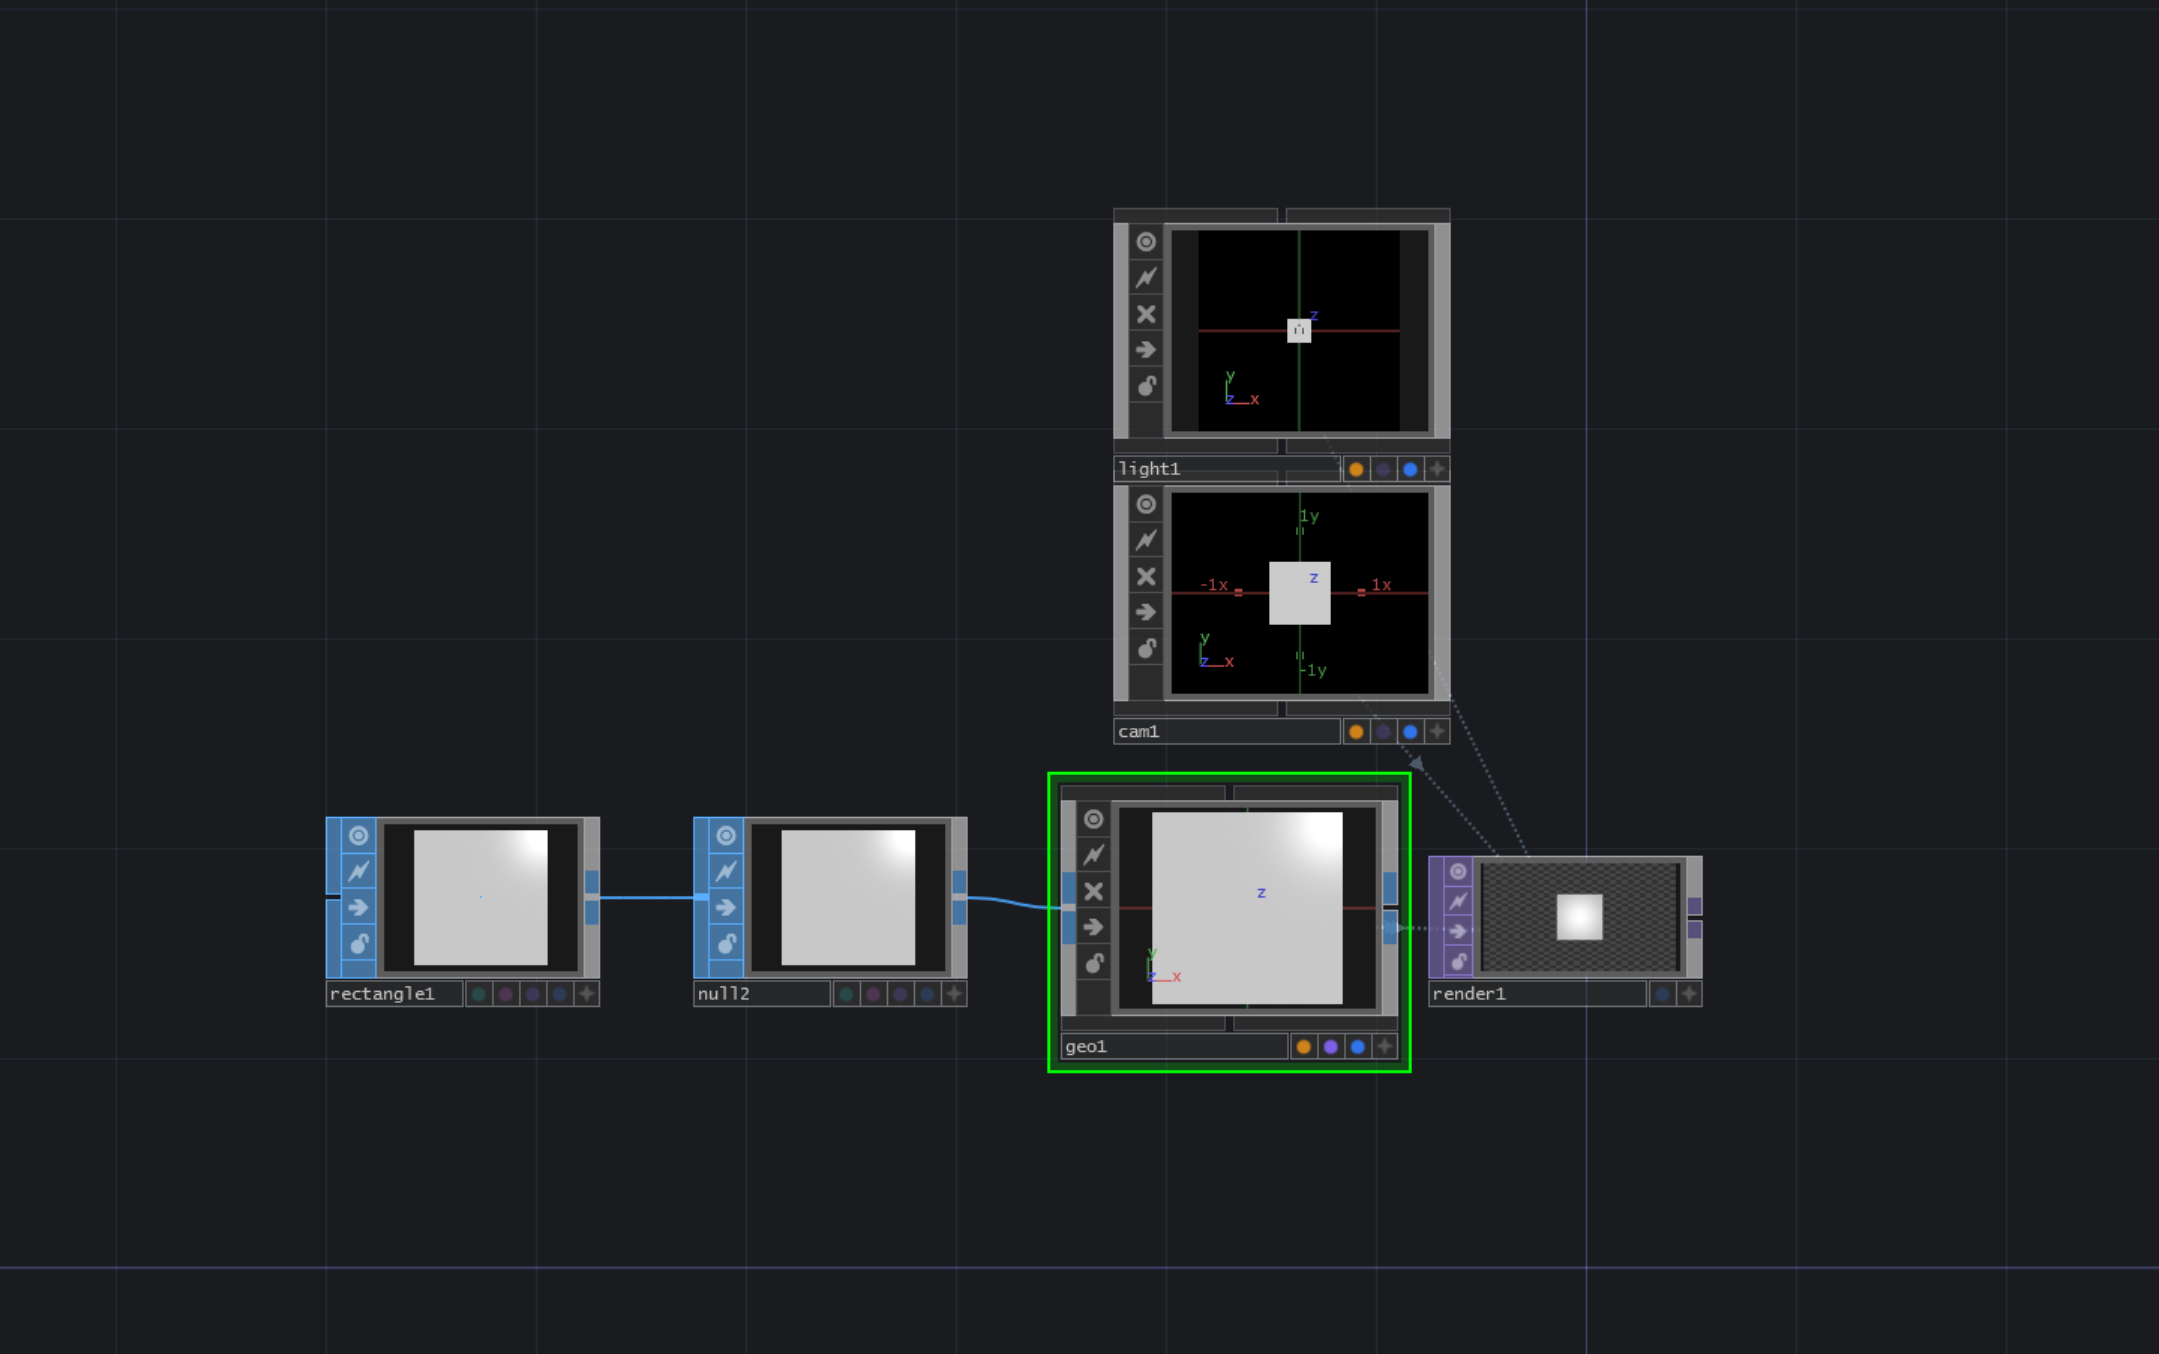 z
y
z x
light1
1y
z
-1x 1x
y
z x
-1y
cam1
z
y
z x
rectangle1
null2
render1
geo1